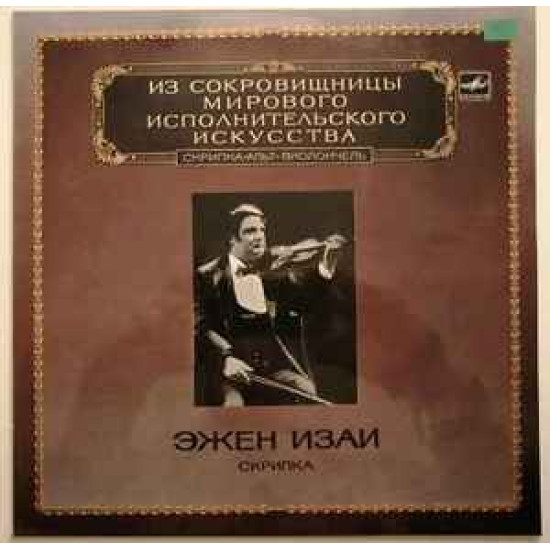 ИЗ СОКРОВИЩНИЦЫ
МИРОВОГО
ИСПОЛНИТЕЛЬСКОГО
ИСКУССТВА
СКРИПКА·АЛЬТ·ВИОЛОНЧЕЛЬ
ЭЖЕН ИЗАИ
СКРИПКА